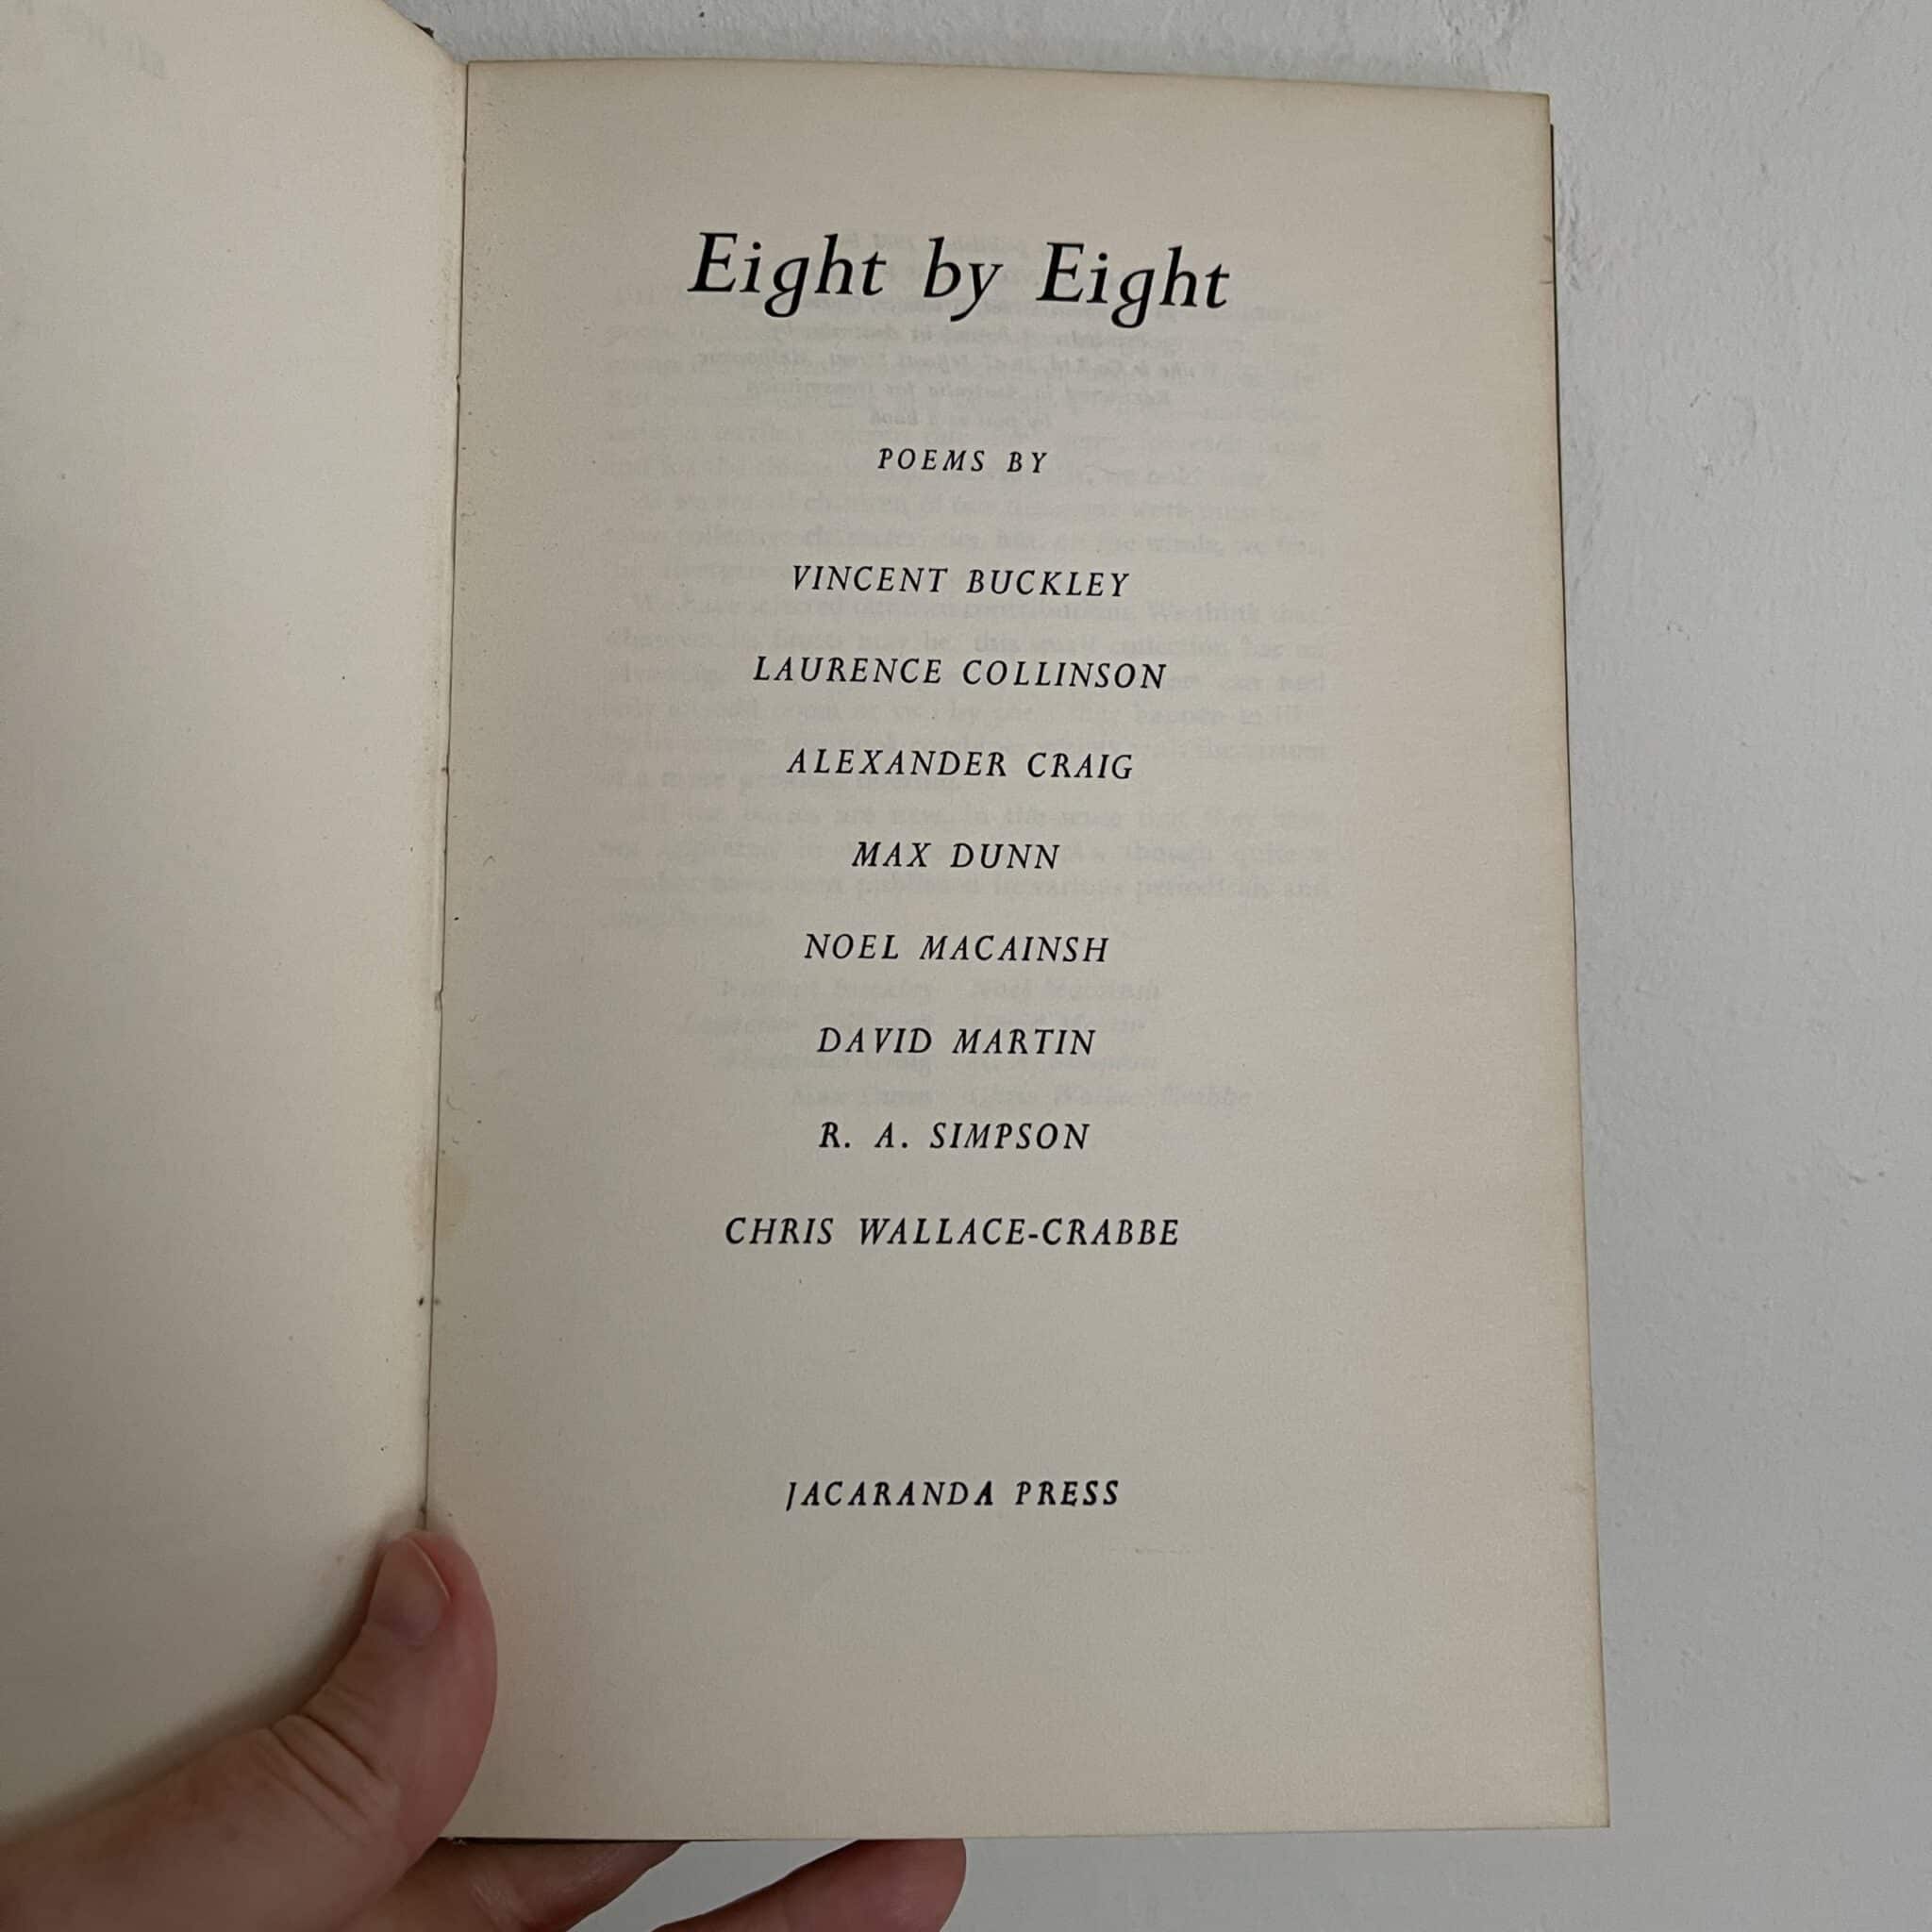 Eight by Eight
POEMS BY
VINCENT BUCKLEY
LAURENCE COLLINSON
ALEXANDER CRAIG
MAX DUNN
NOEL MACAINSH
DAVID MARTIN
R. A. SIMPSON
CHRIS WALLACE-CRABBE
JACARANDA PRESS